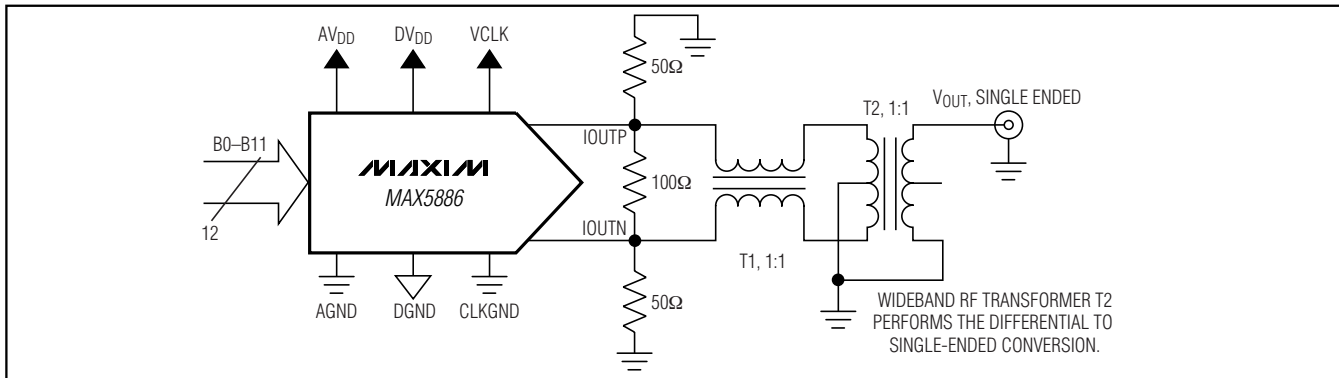 AVDD
DVDD
VCLK
50Ω
T2, 1:1
VOUT, SINGLE ENDED
IOUTP
B0–B11
MAXIM
MAX5886
100Ω
12
IOUTN
T1, 1:1
AGND
DGND
CLKGND
50Ω
WIDEBAND RF TRANSFORMER T2
PERFORMS THE DIFFERENTIAL TO
SINGLE-ENDED CONVERSION.